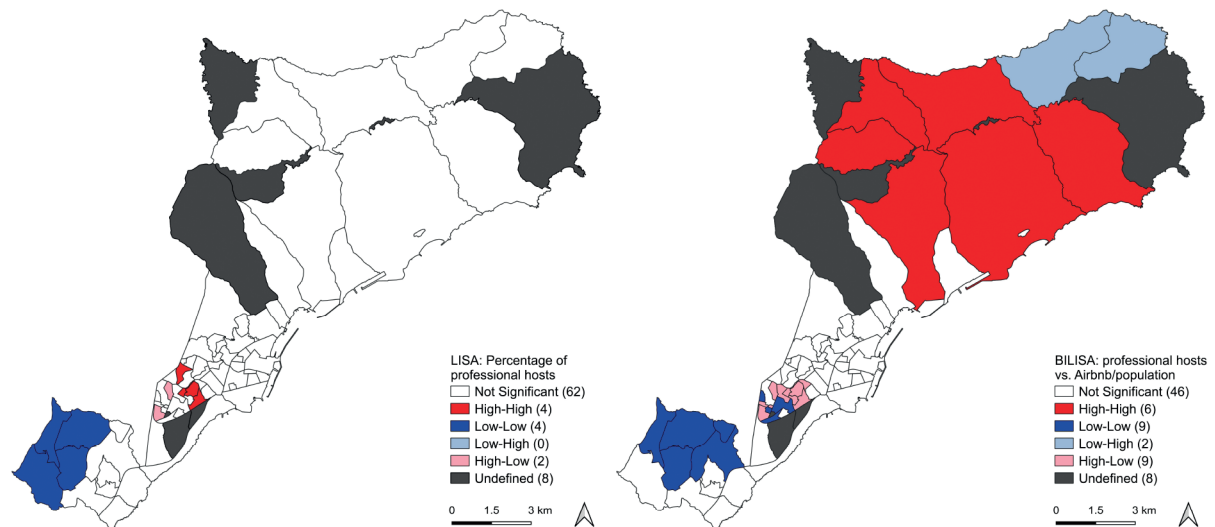 LISA: Percentage of
professional hosts
Not Significant (62)
High-High (4)
Low-Low (4)
Low-High (0)
High-Low (2)
Undefined (8)
0 1.5 3 km
BILISA: professional hosts
vs. Airbnb/population
Not Significant (46)
High-High (6)
Low-Low (9)
Low-High (2)
High-Low (9)
Undefined (8)
0 1.5 3 km